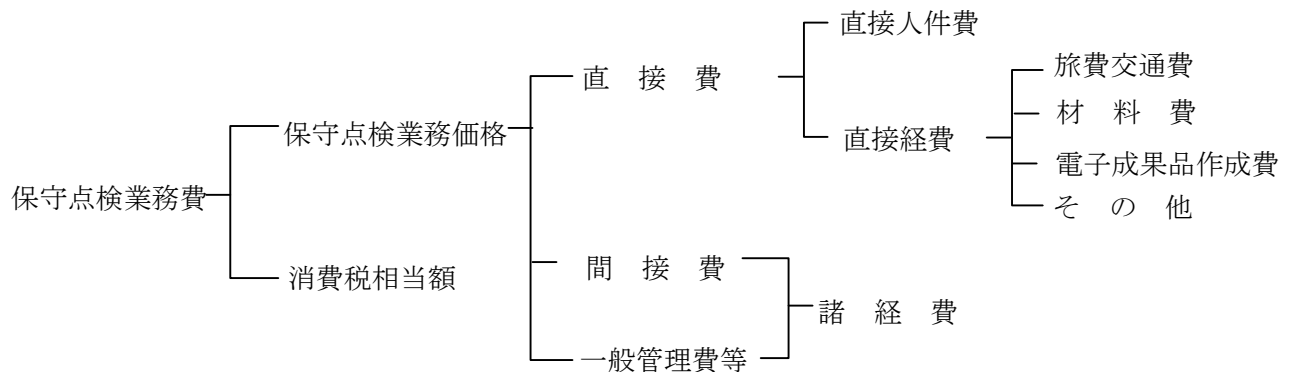 直接人件費
旅費交通費
直 接 費
材 料 費
保守点検業務価格
直接経費
電子成果品作成費
保守点検業務費
そ の 他
消費税相当額
間 接 費
諸 経 費
一般管理費等